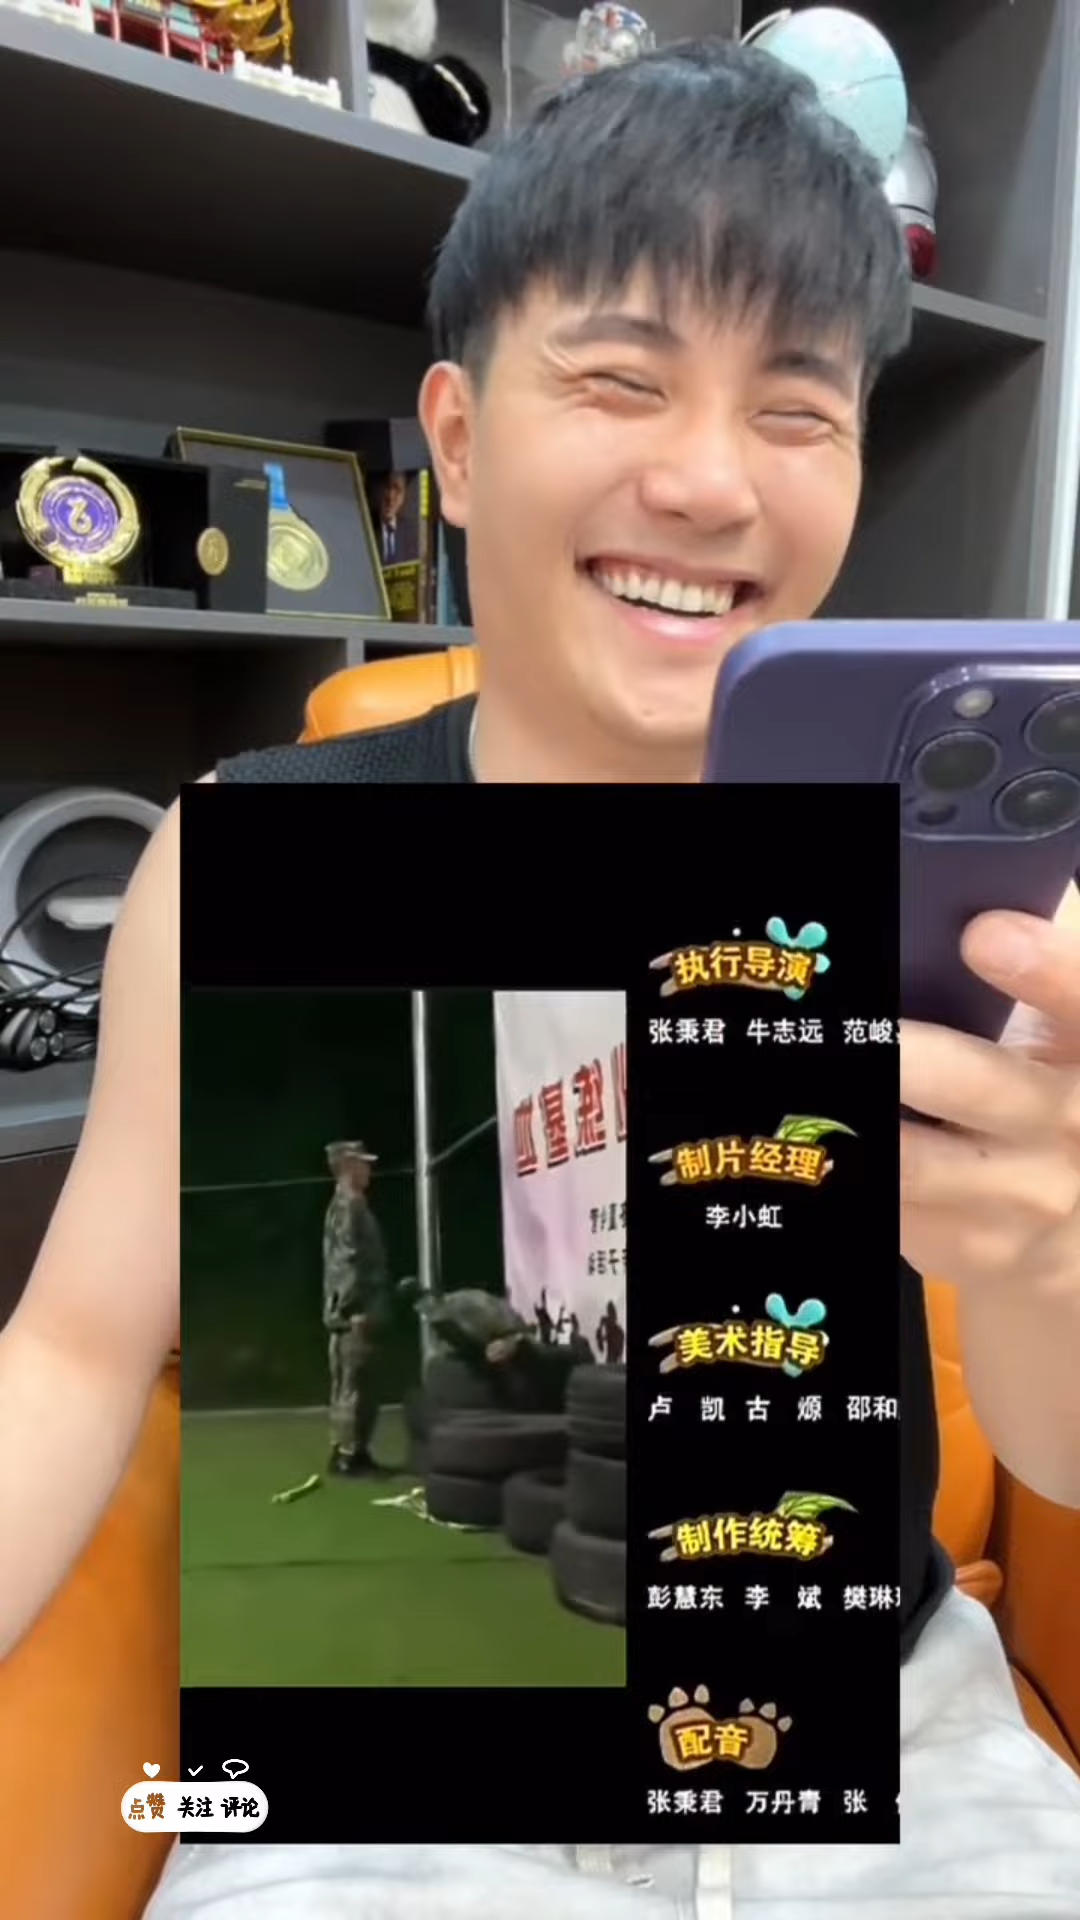 执行导演
张秉君 牛志远 范峻
制片经理
李小虹
美术指导
卢 凯 古 塬 邵和
制作统筹
彭慧东 李 斌 樊琳
配音
张秉君 万丹青 张
点赞 关注 评论